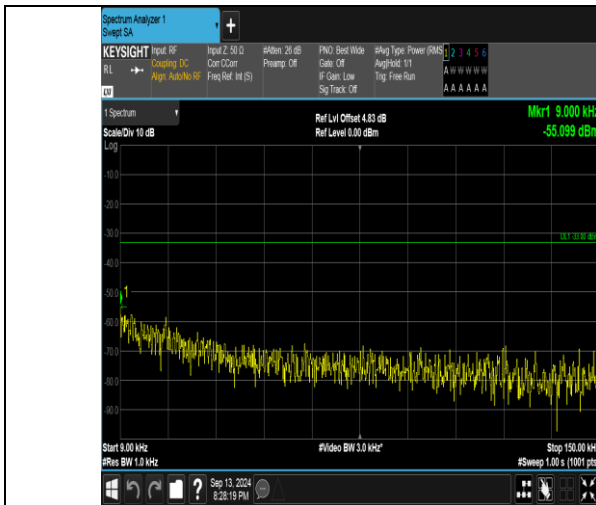 Spectrum Analyzer 1
Swept SA
+
KEYSIGHT
RL
LXI
Input: RF
Coupling: DC
Align: Auto/No RF
Input Z: 50 Ω
Corr CCorr
Freq Ref: Int (S)
#Atten: 26 dB
Preamp: Off
PNO: Best Wide
Gate: Off
IF Gain: Low
Sig Track: Off
#Avg Type: Power (RMS
Avg|Hold: 1/1
Trig: Free Run
1 2 3 4 5 6
A W W W W W
A A A A A A
1 Spectrum
Scale/Div 10 dB
Log
Ref Lvl Offset 4.83 dB
Ref Level 0.00 dBm
Mkr1 9.000 kHz
-55.099 dBm
-10.0
-20.0
-30.0
-40.0
-50.0
-60.0
-70.0
-80.0
-90.0
1
Start 9.00 kHz
#Res BW 1.0 kHz
#Video BW 3.0 kHz*
Stop 150.00 kHz
#Sweep 1.00 s (1001 pts
?
Sep 13, 2024
8:28:19 PM